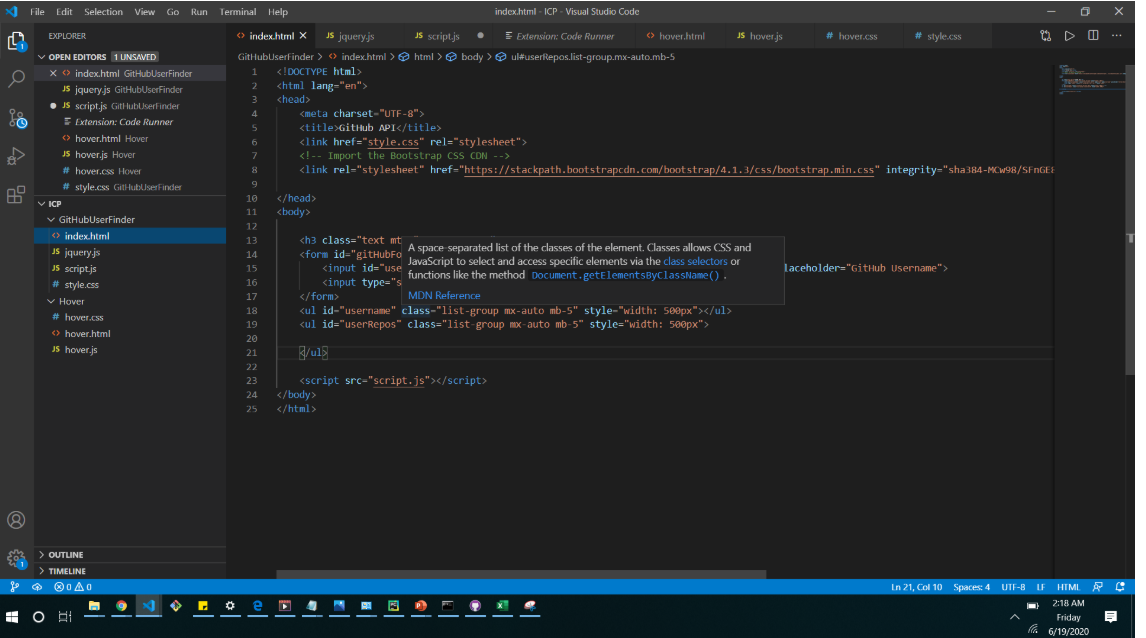 File Edit Selection View Go Run Terminal Help
index.html - ICP - Visual Studio Code
EXPLORER
OPEN EDITORS 1 UNSAVED
index.html GitHubUserFinder
JS jquery.js GitHubUserFinder
JS script.js GitHubUserFinder
Extension: Code Runner
hover.html Hover
JS hover.js Hover
# hover.css Hover
# style.css GitHubUserFinder
ICP
GitHubUserFinder
index.html
JS jquery.js
JS script.js
# style.css
Hover
# hover.css
hover.html
JS hover.js
OUTLINE
TIMELINE
index.html
JS jquery.js
JS script.js
Extension: Code Runner
hover.html
JS hover.js
# hover.css
# style.css
GitHubUserFinder > index.html > html > body > ul#userRepos.list-group.mx-auto.mb-5
1 <!DOCTYPE html>
2 <html lang="en">
3 <head>
4 <meta charset="UTF-8">
5 <title>GitHub API</title>
6 <link href="style.css" rel="stylesheet">
7 <!-- Import the Bootstrap CSS CDN -->
8 <link rel="stylesheet" href="https://stackpath.bootstrapcdn.com/bootstrap/4.1.3/css/bootstrap.min.css" integrity="sha384-MCw98/SFnGE8
9
10 </head>
11 <body>
12
13 <h3 class="text mt
14 <form id="gitHubFo
15 <input id="use laceholder="GitHub Username">
16 <input type="s
17 </form>
18 <ul id="username" class="list-group mx-auto mb-5" style="width: 500px"></ul>
19 <ul id="userRepos" class="list-group mx-auto mb-5" style="width: 500px">
20
21 </ul>
22
23 <script src="script.js"></script>
24 </body>
25 </html>
A space-separated list of the classes of the element. Classes allows CSS and
JavaScript to select and access specific elements via the class selectors or
functions like the method Document.getElementsByClassName().
MDN Reference
1
1
0 0
Ln 21, Col 10 Spaces: 4 UTF-8 LF HTML
2:18 AM
Friday
6/19/2020